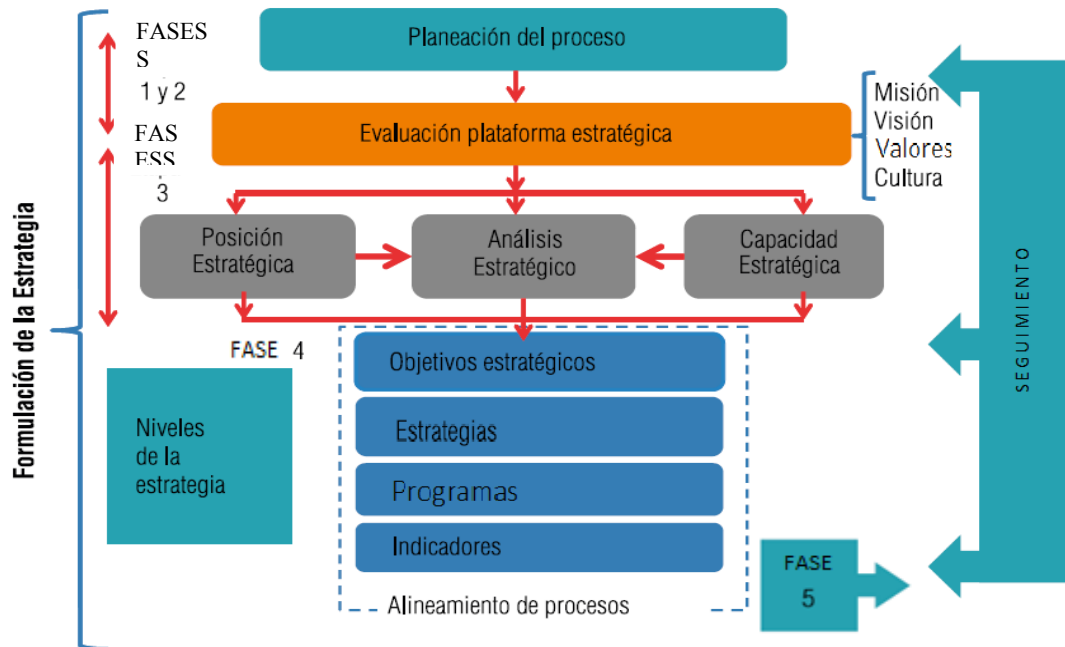 Formulación de la Estrategia
FASES
S
1 y 2
FAS
ESS
3
Planeación del proceso
Evaluación plataforma estratégica
Misión
Visión
Valores
Cultura
Posición
Estratégica
Análisis
Estratégico
Capacidad
Estratégica
FASE 4
Niveles
de la
estrategia
Objetivos estratégicos
Estrategias
Programas
Indicadores
Alineamiento de procesos
FASE
5
SEGUIMIENTO